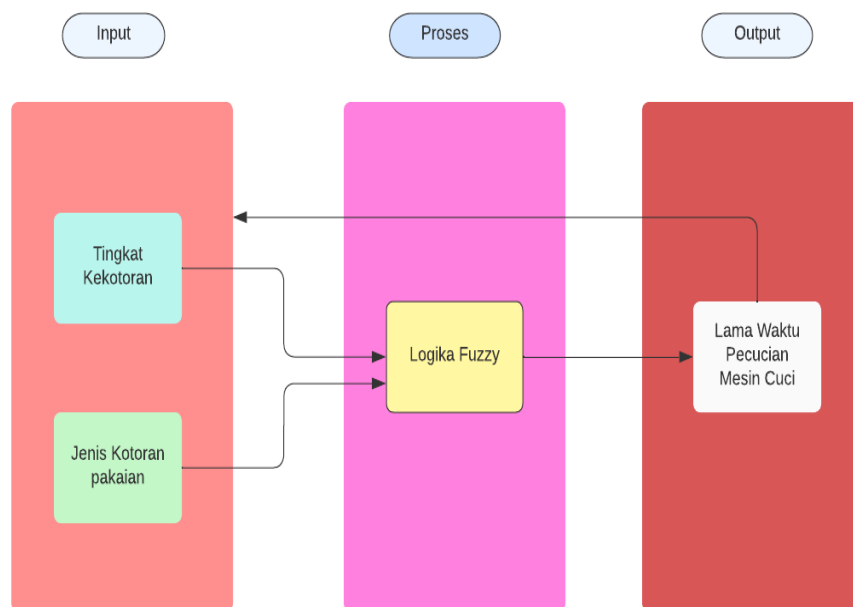 Input
Proses
Output
Tingkat
Kekotoran
Logika Fuzzy
Lama Waktu
Pecucian
Mesin Cuci
Jenis Kotoran
pakaian